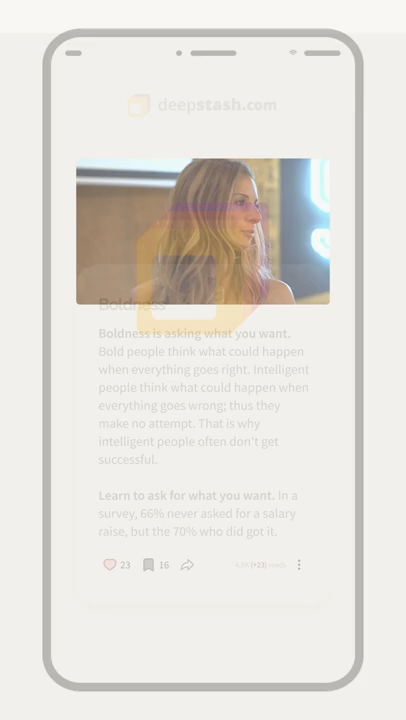 deepstash.com
Boldness
Boldness is asking what you want.
Bold people think what could happen
when everything goes right. Intelligent
people think what could happen when
everything goes wrong; thus they
make no attempt. That is why
intelligent people often don't get
successful.
Learn to ask for what you want. In a
survey, 66% never asked for a salary
raise, but the 70% who did got it.
23 16 (+23) reads